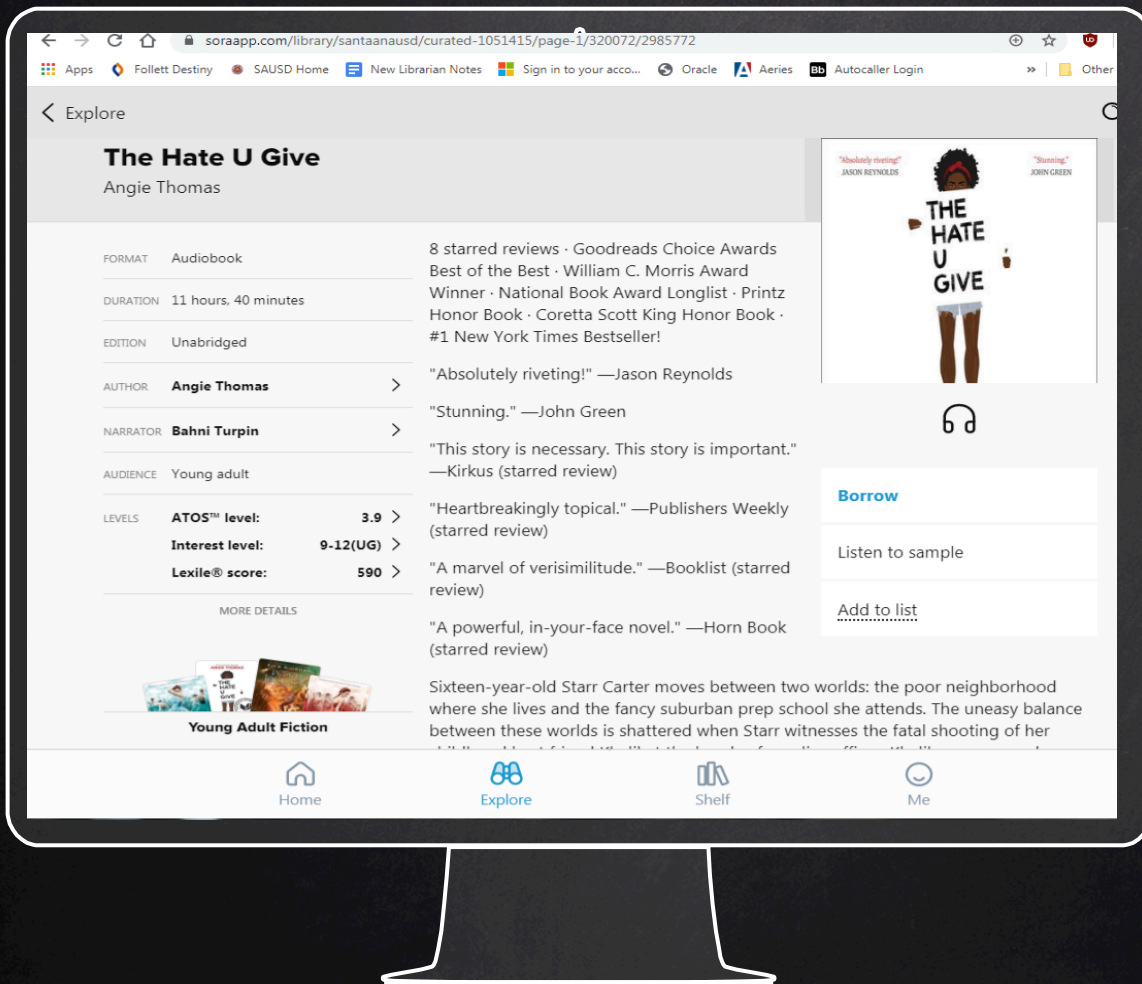 soraapp.com/library/santaanausd/curated-1051415/page-1/320072/2985772
Apps Follett Destiny SAUSD Home New Librarian Notes Sign in to your acco... Oracle Aeries Bb Autocaller Login » Other
Explore
The Hate U Give
Angie Thomas
FORMAT Audiobook
DURATION 11 hours, 40 minutes
EDITION Unabridged
AUTHOR Angie Thomas
NARRATOR Bahni Turpin
AUDIENCE Young adult
LEVELS ATOS™ level: 3.9
Interest level: 9-12(UG)
Lexile® score: 590
MORE DETAILS
Young Adult Fiction
8 starred reviews · Goodreads Choice Awards
Best of the Best · William C. Morris Award
Winner · National Book Award Longlist · Printz
Honor Book · Coretta Scott King Honor Book ·
#1 New York Times Bestseller!
"Absolutely riveting!" —Jason Reynolds
"Stunning." —John Green
"This story is necessary. This story is important."
—Kirkus (starred review)
"Heartbreakingly topical." —Publishers Weekly
(starred review)
"A marvel of verisimilitude." —Booklist (starred
review)
"A powerful, in-your-face novel." —Horn Book
(starred review)
Sixteen-year-old Starr Carter moves between two worlds: the poor neighborhood
where she lives and the fancy suburban prep school she attends. The uneasy balance
between these worlds is shattered when Starr witnesses the fatal shooting of her
"Absolutely riveting!"
JASON REYNOLDS
"Stunning."
JOHN GREEN
THE
HATE
U
GIVE
Borrow
Listen to sample
Add to list
Home Explore Shelf Me